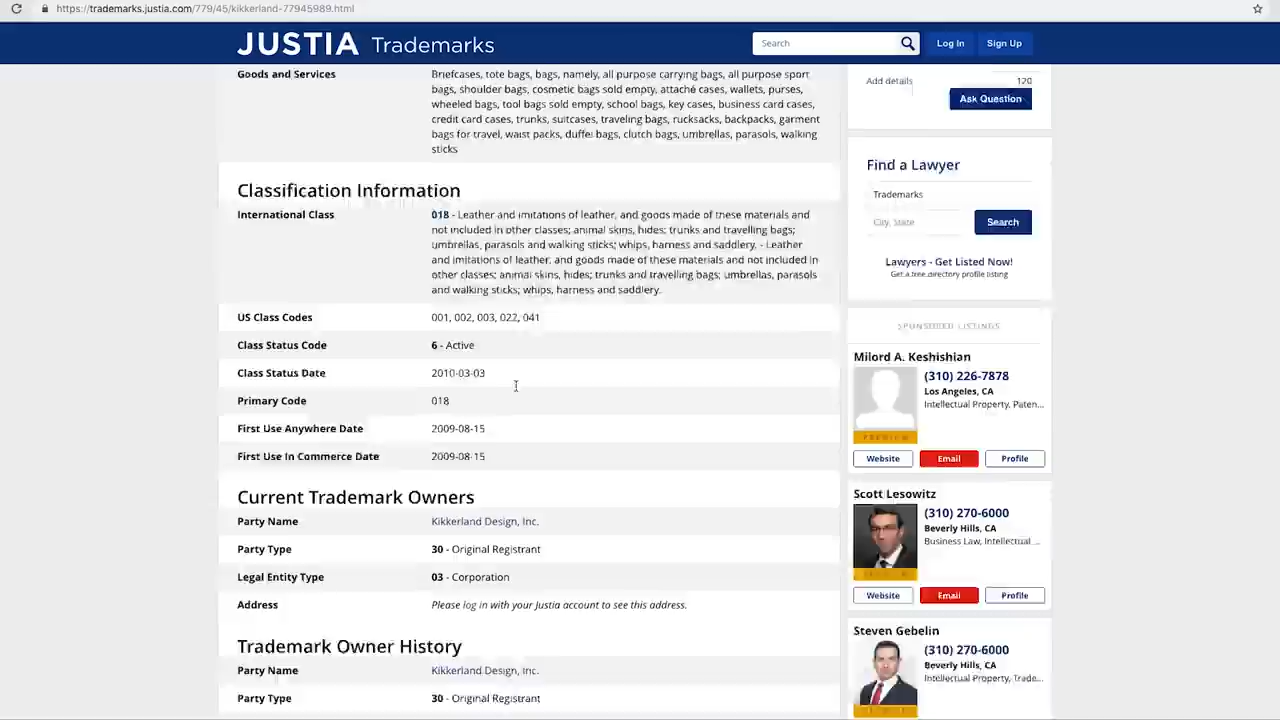 https://trademarks.justia.com/779/45/kikkerland-77945989.html
JUSTIA Trademarks
Search
Log In
Sign Up
Goods and Services
Briefcases, tote bags, bags, namely, all purpose carrying bags, all purpose sport
bags, shoulder bags, cosmetic bags sold empty, attaché cases, wallets, purses,
wheeled bags, tool bags sold empty, school bags, key cases, business card cases,
credit card cases, trunks, suitcases, traveling bags, rucksacks, backpacks, garment
bags for travel, waist packs, duffel bags, clutch bags, umbrellas, parasols, walking
sticks
Classification Information
International Class
018 - Leather and imitations of leather, and goods made of these materials and
not included in other classes; animal skins, hides; trunks and travelling bags;
umbrellas, parasols and walking sticks; whips, harness and saddlery. - Leather
and imitations of leather, and goods made of these materials and not included in
other classes; animal skins, hides; trunks and travelling bags; umbrellas, parasols
and walking sticks; whips, harness and saddlery.
US Class Codes
001, 002, 003, 022, 041
Class Status Code
6 - Active
Class Status Date
2010-03-03
Primary Code
018
First Use Anywhere Date
2009-08-15
First Use In Commerce Date
2009-08-15
Current Trademark Owners
Party Name
Kikkerland Design, Inc.
Party Type
30 - Original Registrant
Legal Entity Type
03 - Corporation
Address
Please log in with your Justia account to see this address.
Trademark Owner History
Party Name
Kikkerland Design, Inc.
Party Type
30 - Original Registrant
Add details
120
Ask Question
Find a Lawyer
Trademarks
City, State
Search
Lawyers - Get Listed Now!
Get a free directory profile listing
SPONSORED LISTINGS
Milord A. Keshishian
(310) 226-7878
Los Angeles, CA
Intellectual Property, Paten...
PREMIUM
Website
Email
Profile
Scott Lesowitz
(310) 270-6000
Beverly Hills, CA
Business Law, Intellectual ...
Website
Email
Profile
Steven Gebelin
(310) 270-6000
Beverly Hills, CA
Intellectual Property, Trade...